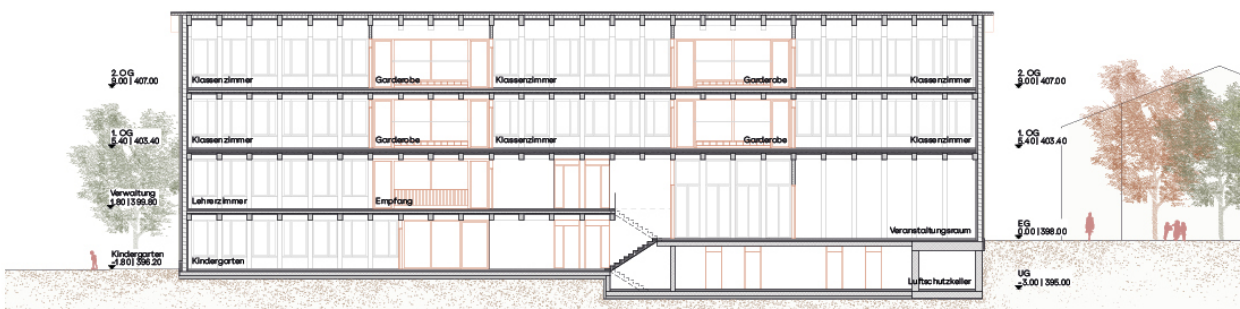 2. OG
9.00 | 407.00
Klassenzimmer
Garderobe
Klassenzimmer
Garderobe
Klassenzimmer
2. OG
9.00 | 407.00
1. OG
5.40 | 403.40
Klassenzimmer
Garderobe
Klassenzimmer
Garderobe
Klassenzimmer
1. OG
5.40 | 403.40
Verwaltung
1.80 | 399.80
Lehrerzimmer
Empfang
Veranstaltungsraum
EG
0.00 | 398.00
Kindergarten
-1.80 | 396.20
Kindergarten
Luftschutzkeller
UG
-3.00 | 395.00